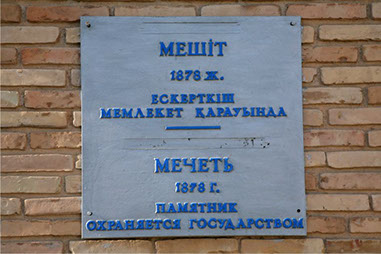 МЕШІТ
1878 ж.
ЕСКЕРТКІШ
МЕМЛЕКЕТ ҚАРАУЫНДА
МЕЧЕТЬ
1878 г.
ПАМЯТНИК
ОХРАНЯЕТСЯ ГОСУДАРСТВОМ